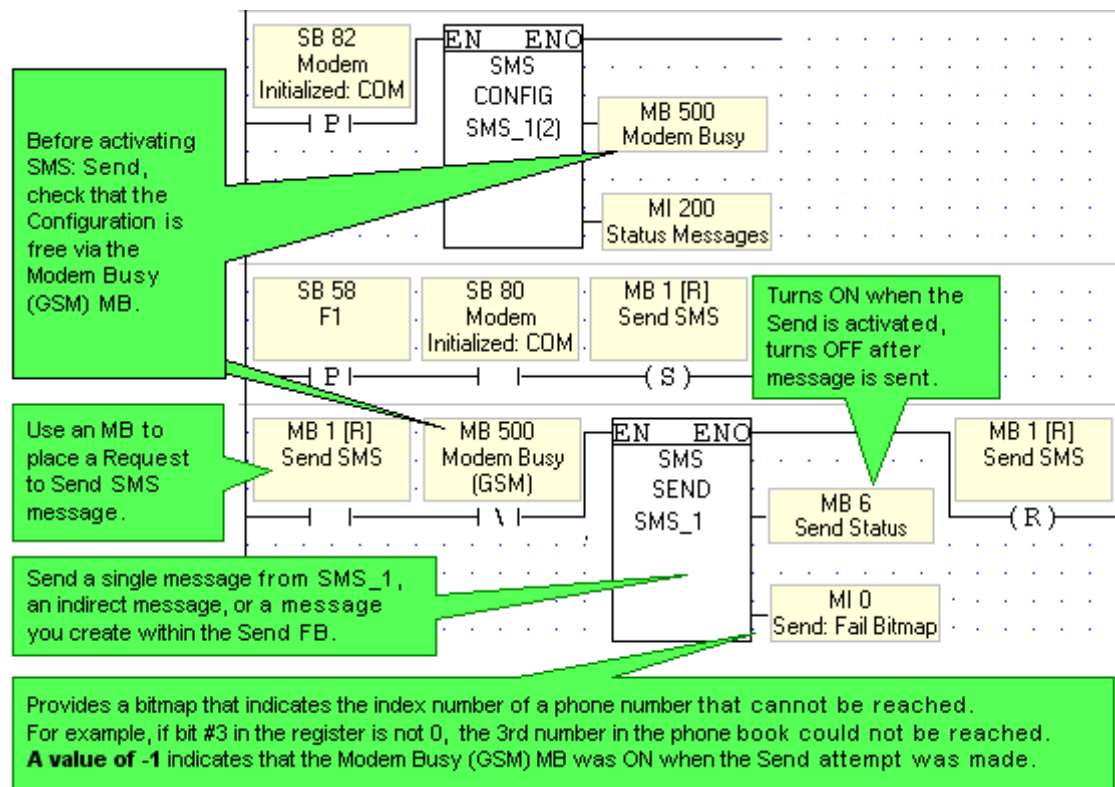 SB 82
Modem
Initialized: COM
P
EN ENO
SMS
CONFIG
SMS_1(2)
MB 500
Modem Busy
MI 200
Status Messages
Before activating
SMS: Send,
check that the
Configuration is
free via the
Modem Busy
(GSM) MB.
SB 58
F1
P
SB 80
Modem
Initialized: COM
MB 1 [R]
Send SMS
(S)
Turns ON when the
Send is activated,
turns OFF after
message is sent.
Use an MB to
place a Request
to Send SMS
message.
MB 1 [R]
Send SMS
MB 500
Modem Busy
(GSM)
EN ENO
SMS
SEND
SMS_1
MB 6
Send Status
MI 0
Send: Fail Bitmap
MB 1 [R]
Send SMS
(R)
Send a single message from SMS_1,
an indirect message, or a message
you create within the Send FB.
Provides a bitmap that indicates the index number of a phone number that cannot be reached.
For example, if bit #3 in the register is not 0, the 3rd number in the phone book could not be reached.
A value of -1 indicates that the Modem Busy (GSM) MB was ON when the Send attempt was made.